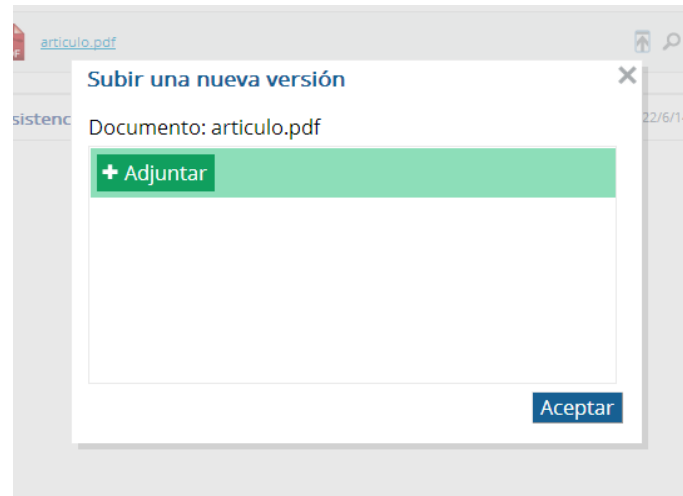 articulo.pdf
Subir una nueva versión
Documento: articulo.pdf
Adjuntar
Aceptar